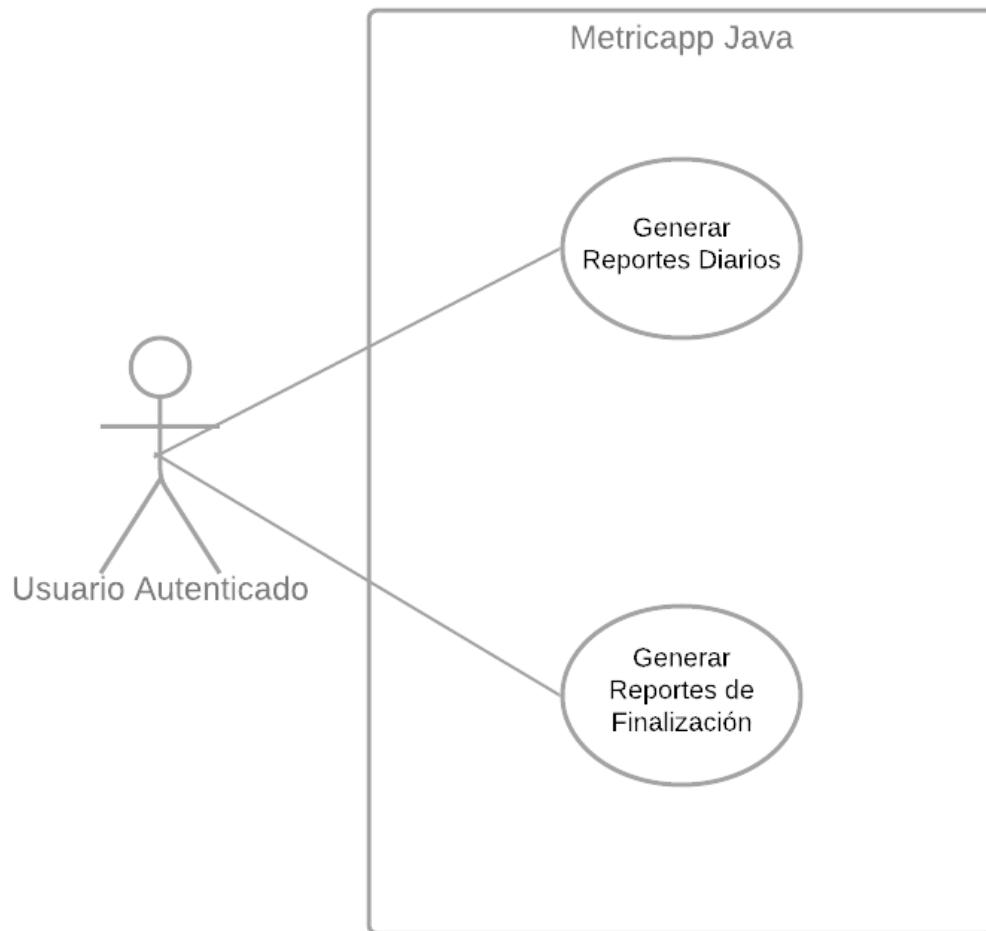 Metricapp Java
Generar
Reportes Diarios
Usuario Autenticado
Generar
Reportes de
Finalización